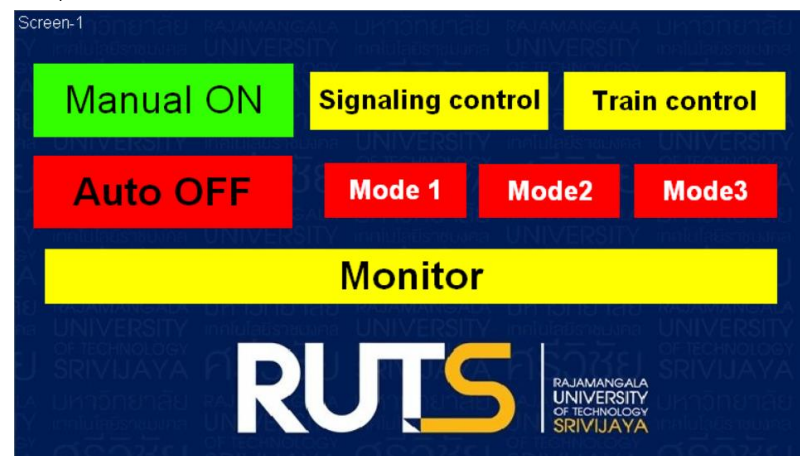 Screen-1
Manual ON
Signaling control
Train control
Auto OFF
Mode 1
Mode2
Mode3
Monitor
RUTS
RAJAMANGALA
UNIVERSITY
OF TECHNOLOGY
SRIVIJAYA